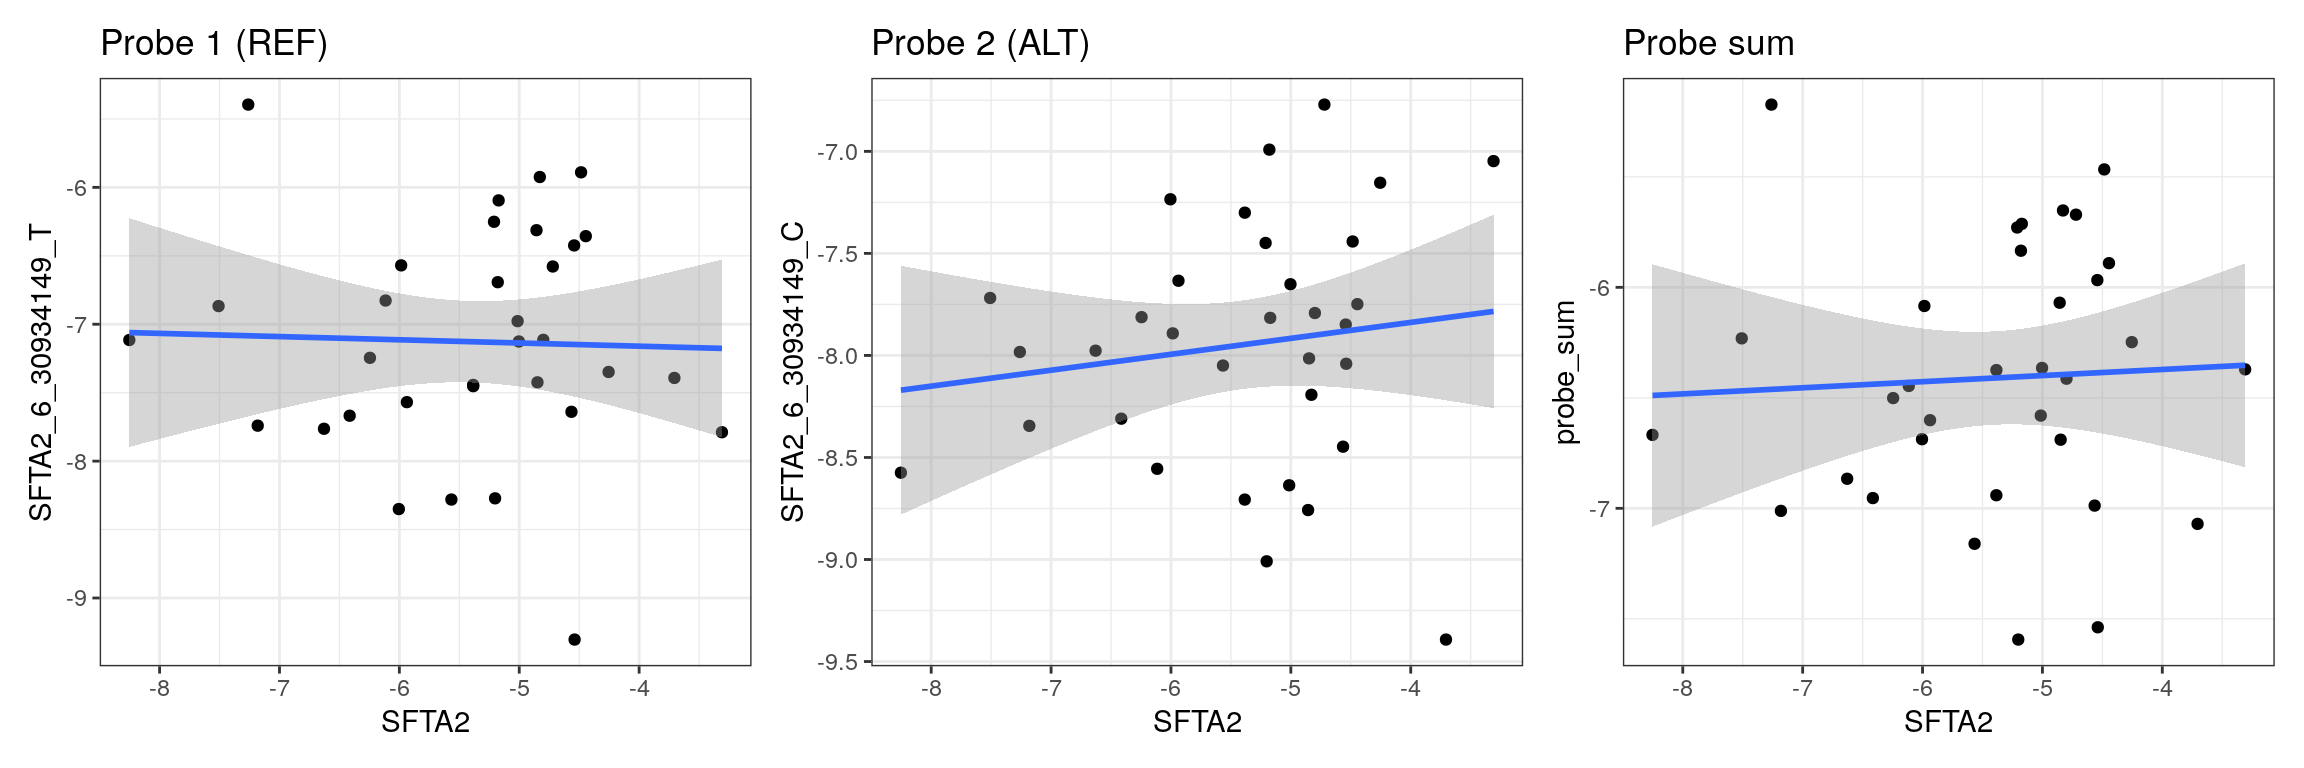 Probe 1 (REF)
SFTA2_6_30934149_T
-6
-7
-8
-9
-8 -7 -6 -5 -4
SFTA2
Probe 2 (ALT)
SFTA2_6_30934149_C
-7.0
-7.5
-8.0
-8.5
-9.0
-9.5
-8 -7 -6 -5 -4
SFTA2
Probe sum
probe_sum
-6
-7
-8 -7 -6 -5 -4
SFTA2